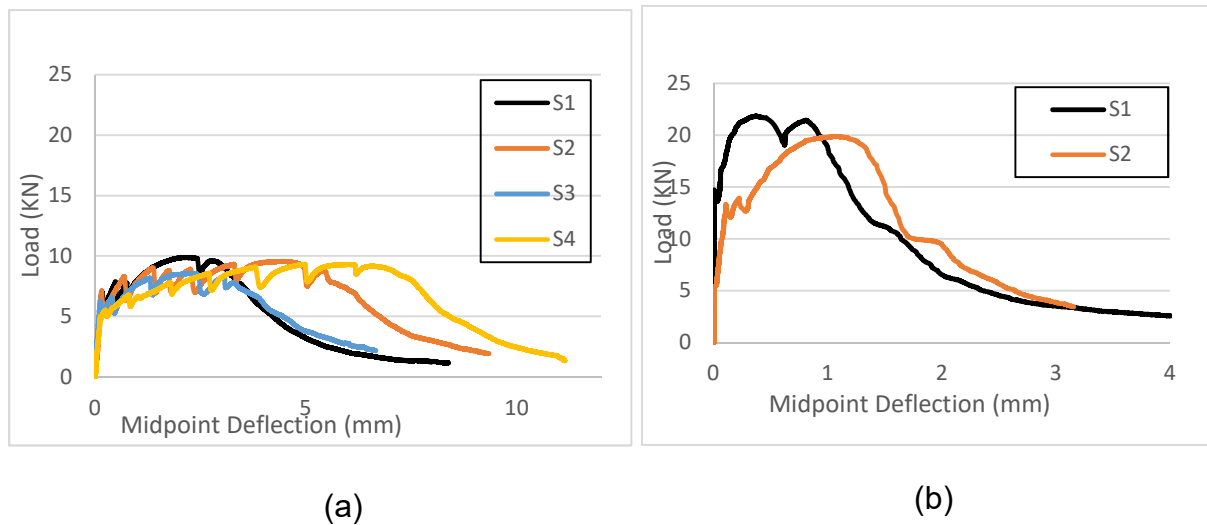 25
20
15
10
5
0
Load (KN)
0
5
10
Midpoint Deflection (mm)
S1
S2
S3
S4
(a)
25
20
15
10
5
0
Load (KN)
0
1
2
3
4
Midpoint Deflection (mm)
S1
S2
(b)